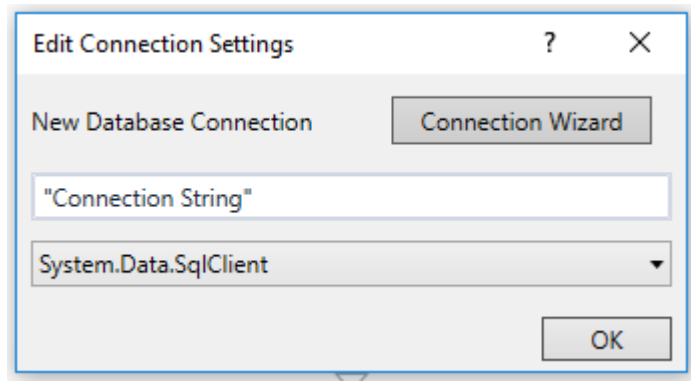 Edit Connection Settings ? ×
New Database Connection Connection Wizard
"Connection String"
System.Data.SqlClient
OK